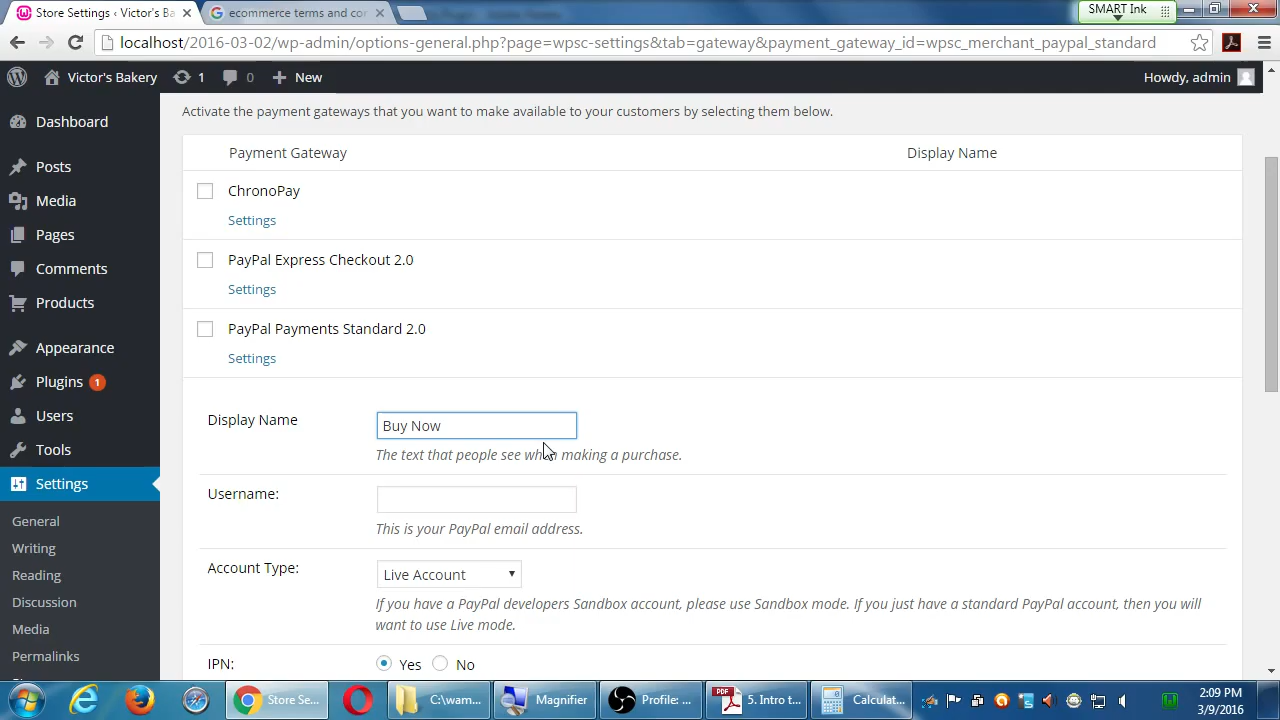 Store Settings ‹ Victor's Ba
ecommerce terms and cor
SMART Ink
localhost/2016-03-02/wp-admin/options-general.php?page=wpsc-settings&tab=gateway&payment_gateway_id=wpsc_merchant_paypal_standard
Victor's Bakery
1
0
New
Howdy, admin
Activate the payment gateways that you want to make available to your customers by selecting them below.
Payment Gateway
Display Name
ChronoPay
Settings
PayPal Express Checkout 2.0
Settings
PayPal Payments Standard 2.0
Settings
Display Name
Buy Now
The text that people see when making a purchase.
Username:
This is your PayPal email address.
Account Type:
Live Account
If you have a PayPal developers Sandbox account, please use Sandbox mode. If you just have a standard PayPal account, then you will
want to use Live mode.
IPN:
Yes
No
Dashboard
Posts
Media
Pages
Comments
Products
Appearance
Plugins 1
Users
Tools
Settings
General
Writing
Reading
Discussion
Media
Permalinks
Store Se...
C:\wam...
Magnifier
Profile: ...
PDF
5. Intro t...
Calculat...
2:09 PM
3/9/2016